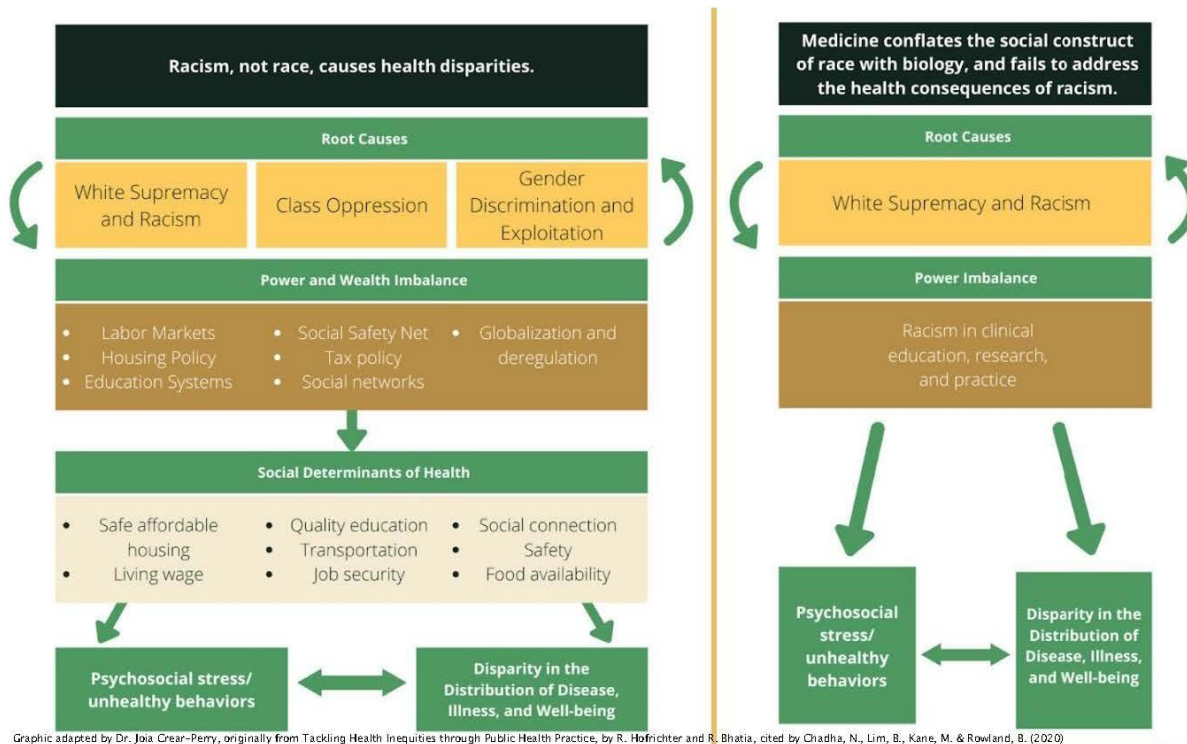 Racism, not race, causes health disparities.
Root Causes
White Supremacy
and Racism
Class Oppression
Gender
Discrimination and
Exploitation
Power and Wealth Imbalance
• Labor Markets
• Housing Policy
• Education Systems
• Social Safety Net
• Tax policy
• Social networks
• Globalization and
deregulation
Social Determinants of Health
• Safe affordable
housing
• Living wage
• Quality education
• Transportation
• Job security
• Social connection
• Safety
• Food availability
Psychosocial stress/
unhealthy behaviors
Disparity in the
Distribution of Disease,
Illness, and Well-being
Medicine conflates the social construct
of race with biology, and fails to address
the health consequences of racism.
Root Causes
White Supremacy and Racism
Power Imbalance
Racism in clinical
education, research,
and practice
Psychosocial
stress/
unhealthy
behaviors
Disparity in the
Distribution of
Disease, Illness,
and Well-being
Graphic adapted by Dr. Joia Crear-Perry, originally from Tackling Health Inequities through Public Health Practice, by R. Hofrichter and R. Bhatia, cited by Chadha, N., Lim, B., Kane, M. & Rowland, B. (2020)